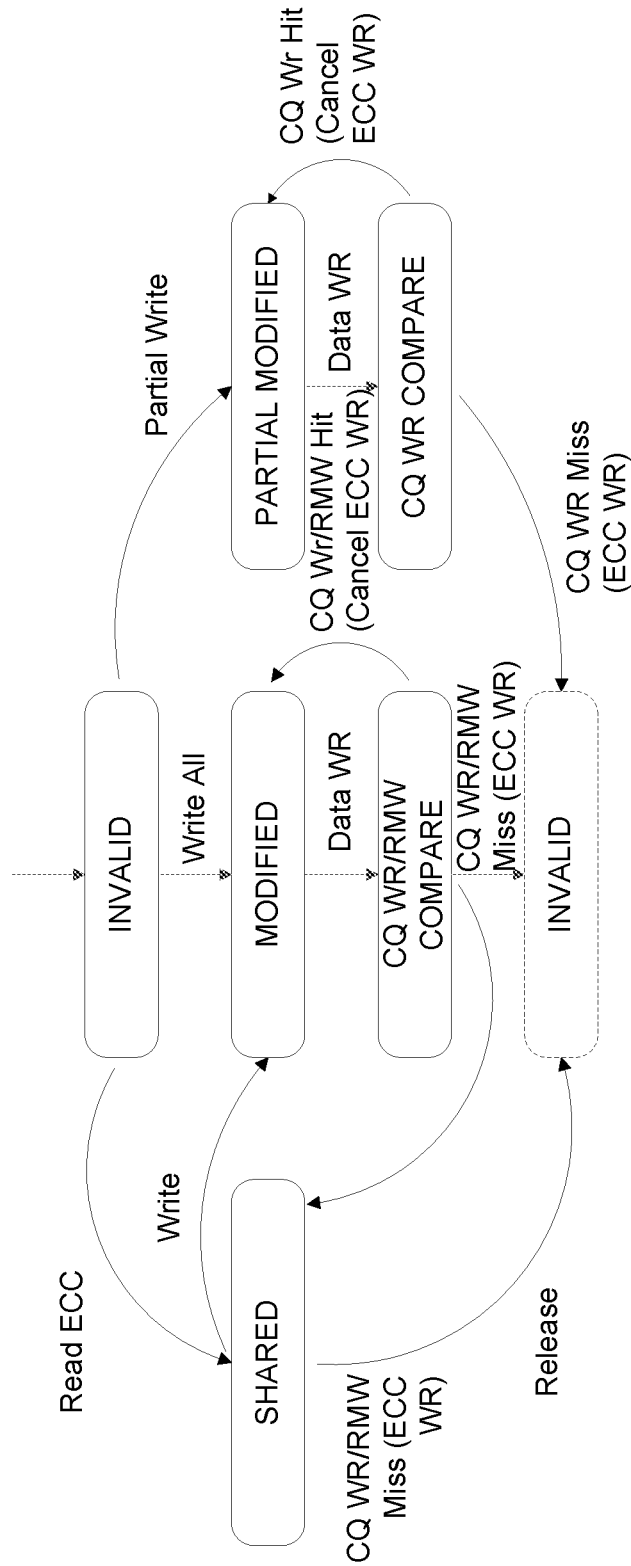 INVALID
Read ECC
Write All
Partial Write
Write
SHARED
MODIFIED
PARTIAL MODIFIED
CQ Wr Hit
(Cancel
ECC WR)
Data WR
CQ Wr/RMW Hit
(Cancel ECC WR)
Data WR
CQ WR/RMW
Miss (ECC
WR)
CQ WR/RMW
COMPARE
CQ WR COMPARE
CQ WR/RMW
Miss (ECC WR)
CQ WR Miss
(ECC WR)
Release
INVALID